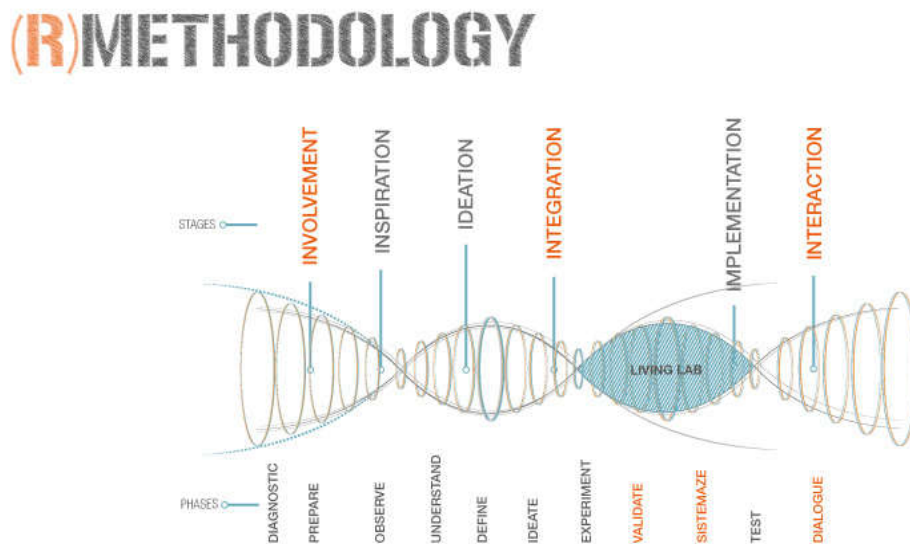 (R)METHODOLOGY
STAGES
INVOLVEMENT
INSPIRATION
IDEATION
INTEGRATION
IMPLEMENTATION
INTERACTION
LIVING LAB
PHASES
DIAGNOSTIC
PREPARE
OBSERVE
UNDERSTAND
DEFINE
IDEATE
EXPERIMENT
VALIDATE
SISTEMAZE
TEST
DIALOGUE